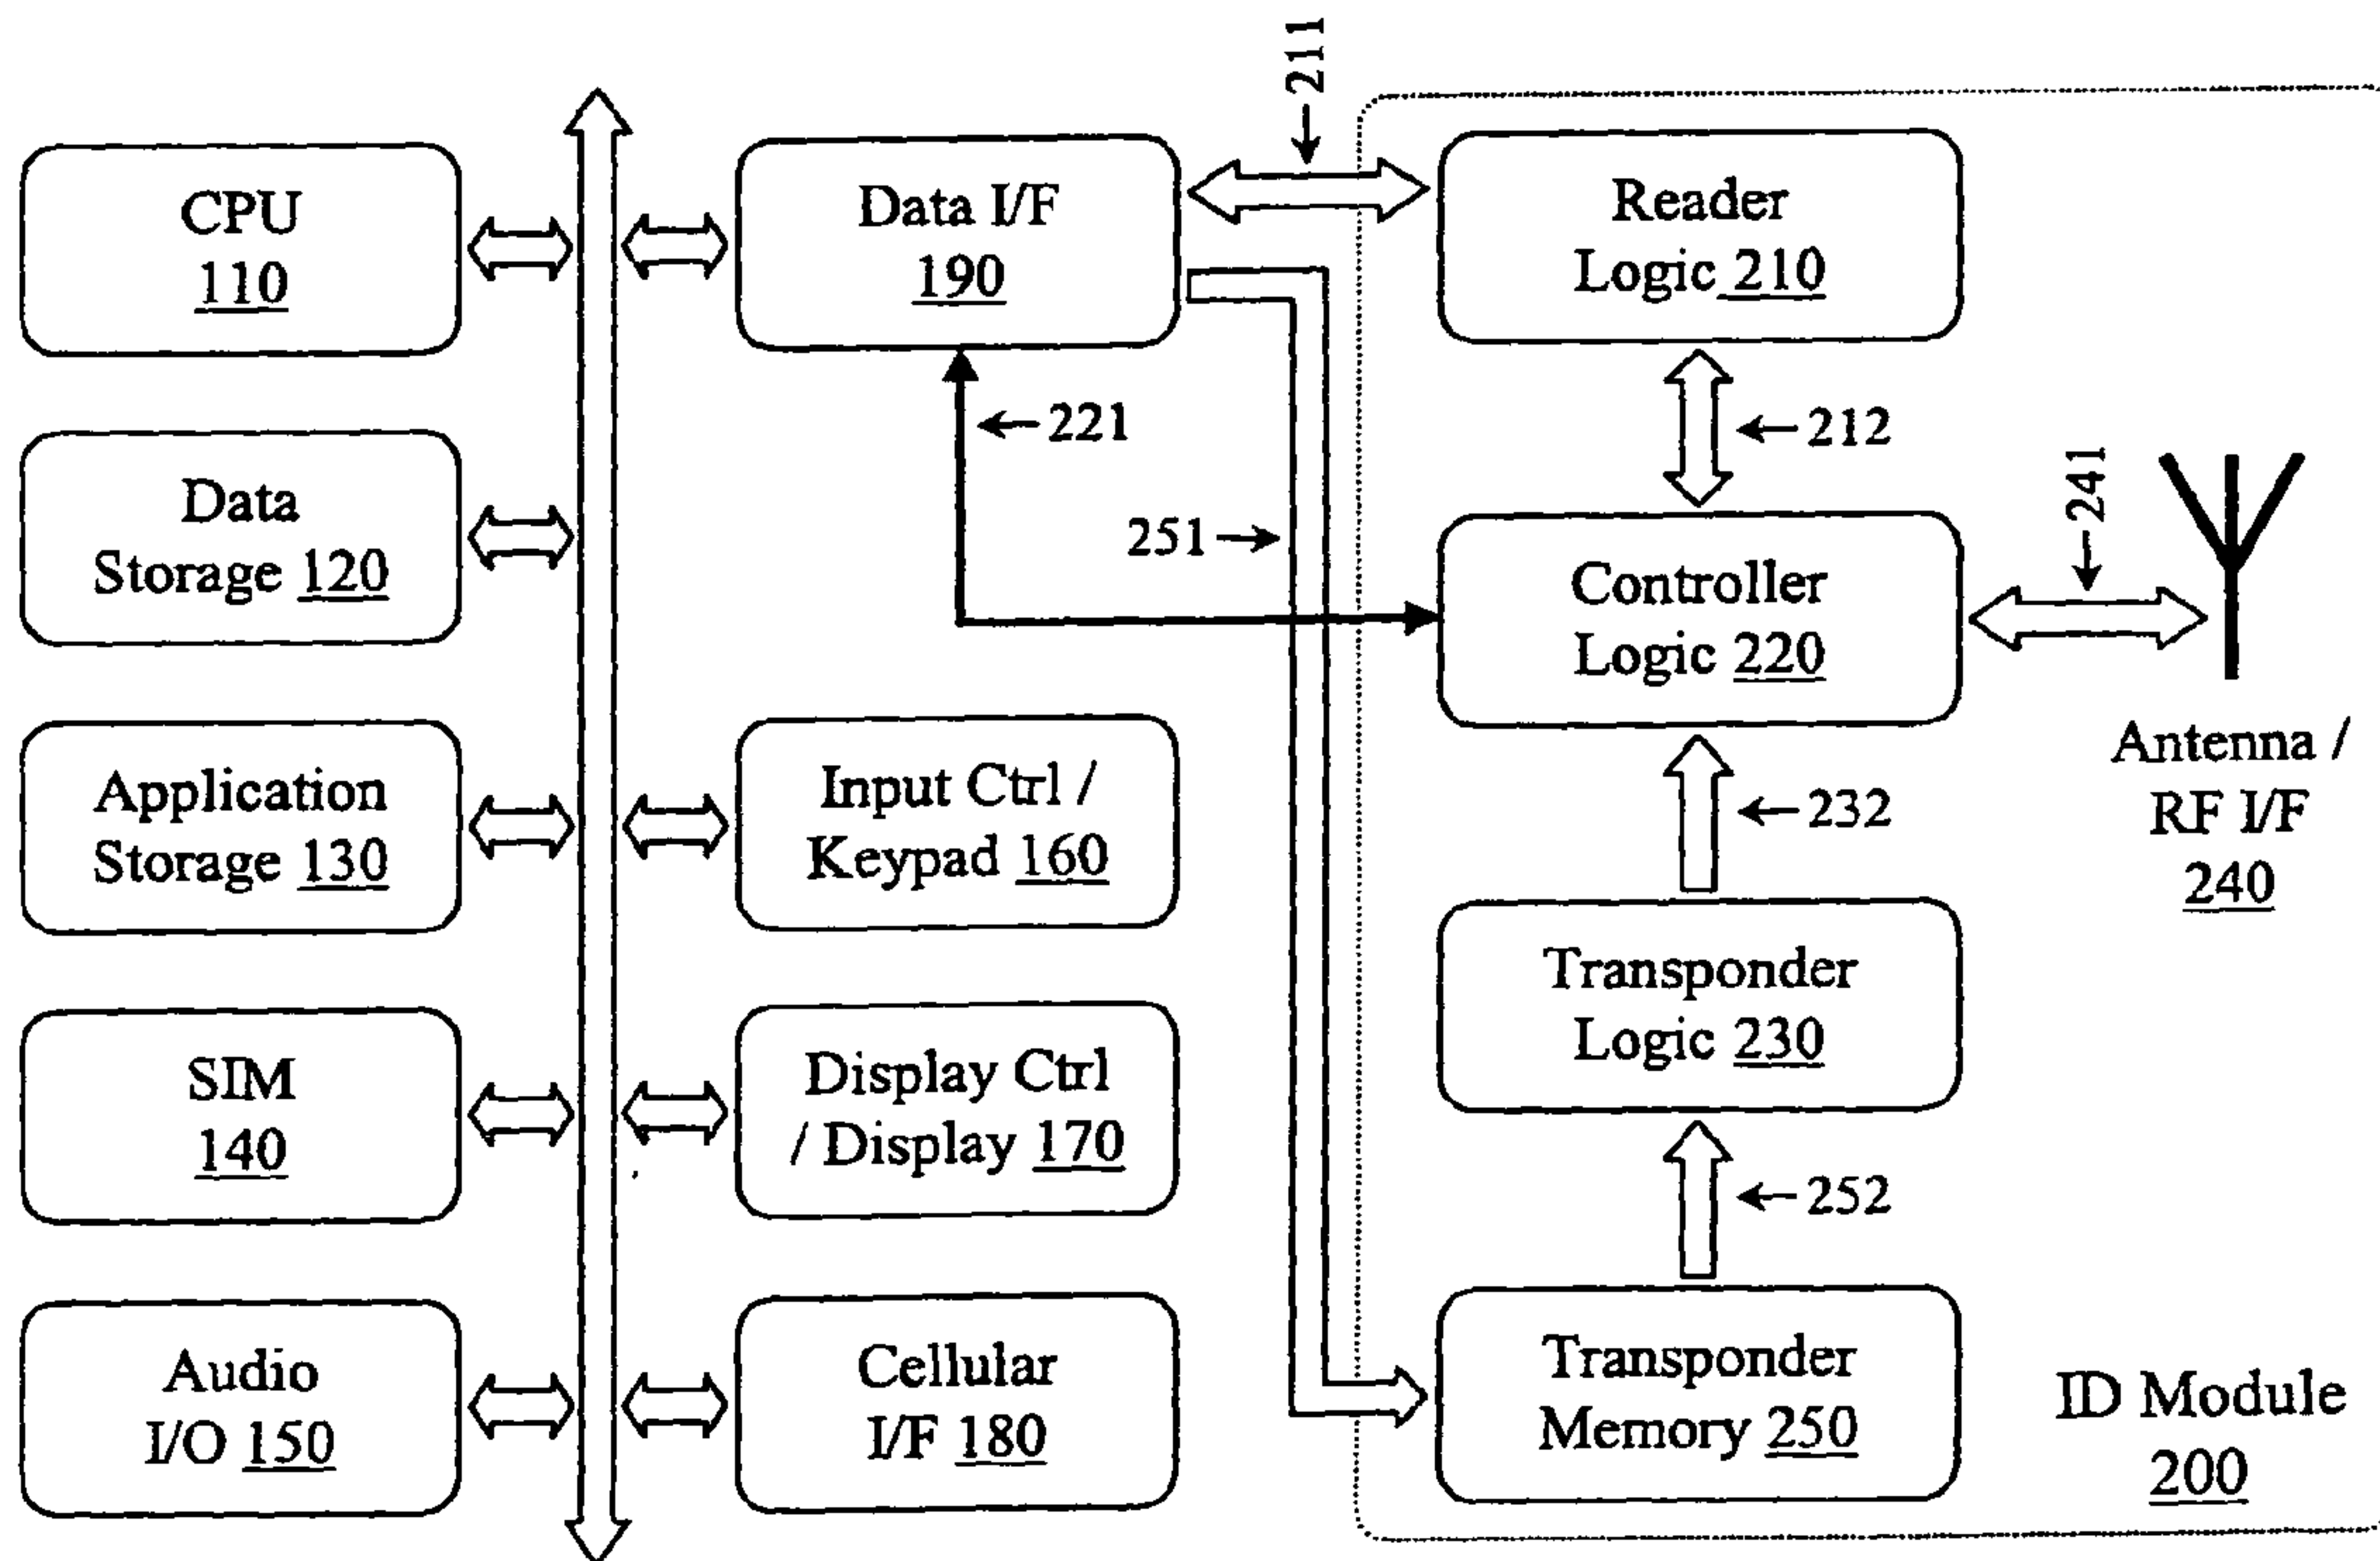 CPU
110
Data
Storage 120
Application
Storage 130
SIM
140
Audio
I/O 150
Data I/F
190
Input Ctrl /
Keypad 160
Display Ctrl
/ Display 170
Cellular
I/F 180
211
221
251
Reader
Logic 210
212
Controller
Logic 220
241
232
Transponder
Logic 230
252
Transponder
Memory 250
Antenna /
RF I/F
240
ID Module
200